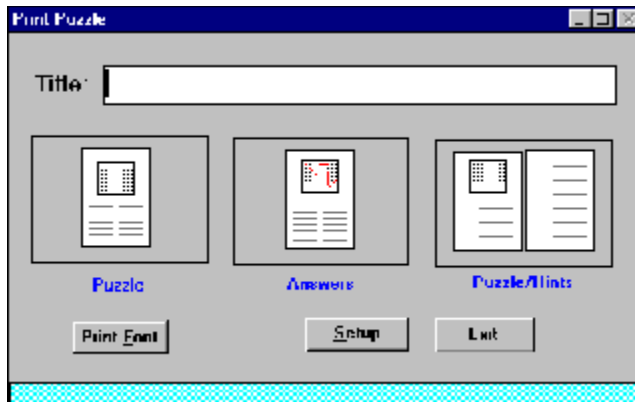 Print Puzzle
Title:
Puzzle
Answers
Puzzle/Hints
Print Font
Setup
Exit